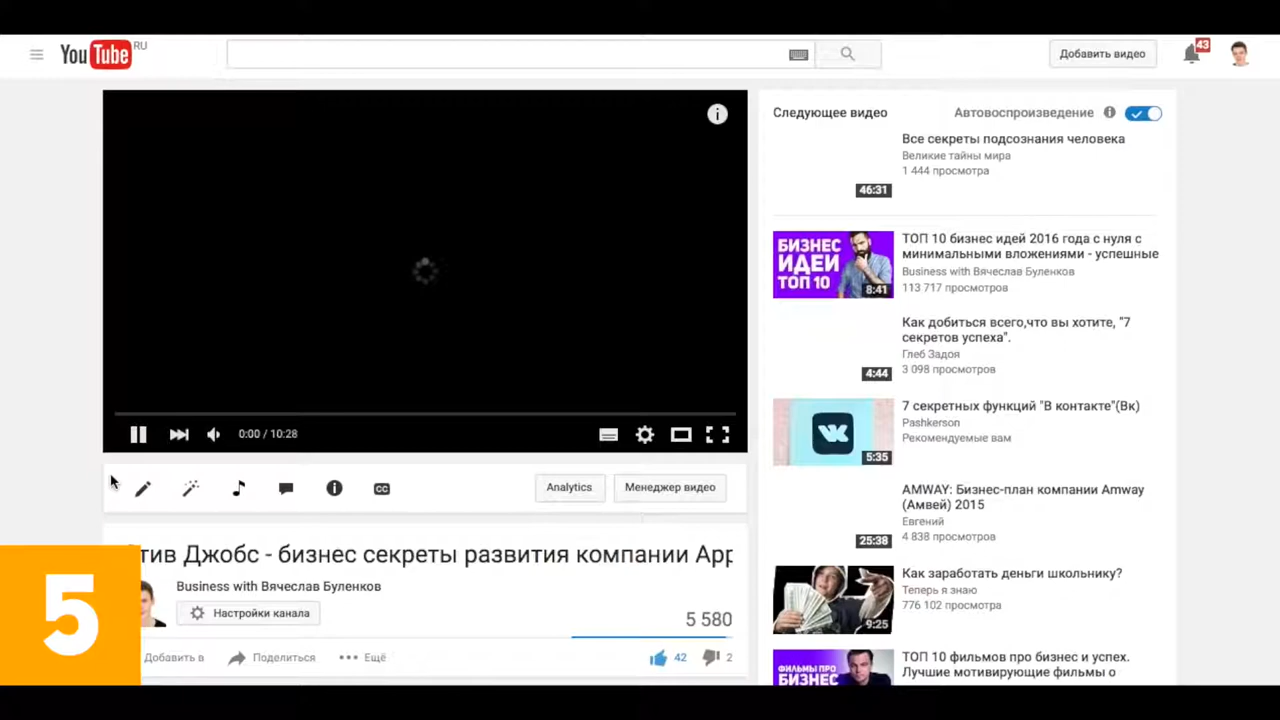 YouTube RU
Добавить видео
43
0:00 / 10:28
Analytics
Менеджер видео
тив Джобс - бизнес секреты развития компании App
Business with Вячеслав Буленков
Настройки канала
5 580
Добавить в
Поделиться
Ещё
42
2
5
Следующее видео
Автовоспроизведение
Все секреты подсознания человека
Великие тайны мира
1 444 просмотра
46:31
БИЗНЕС
ИДЕИ
ТОП 10
8:41
ТОП 10 бизнес идей 2016 года с нуля с
минимальными вложениями - успешные
Business with Вячеслав Буленков
113 717 просмотров
Как добиться всего,что вы хотите, "7
секретов успеха".
Глеб Задоя
3 098 просмотров
4:44
7 секретных функций "В контакте"(Вк)
Pashkerson
Рекомендуемые вам
5:35
AMWAY: Бизнес-план компании Amway
(Амвей) 2015
Евгений
4 838 просмотров
25:38
Как заработать деньги школьнику?
Теперь я знаю
776 102 просмотра
9:25
ФИЛЬМЫ ПРО
БИЗНЕС
ТОП 10 фильмов про бизнес и успех.
Лучшие мотивирующие фильмы о